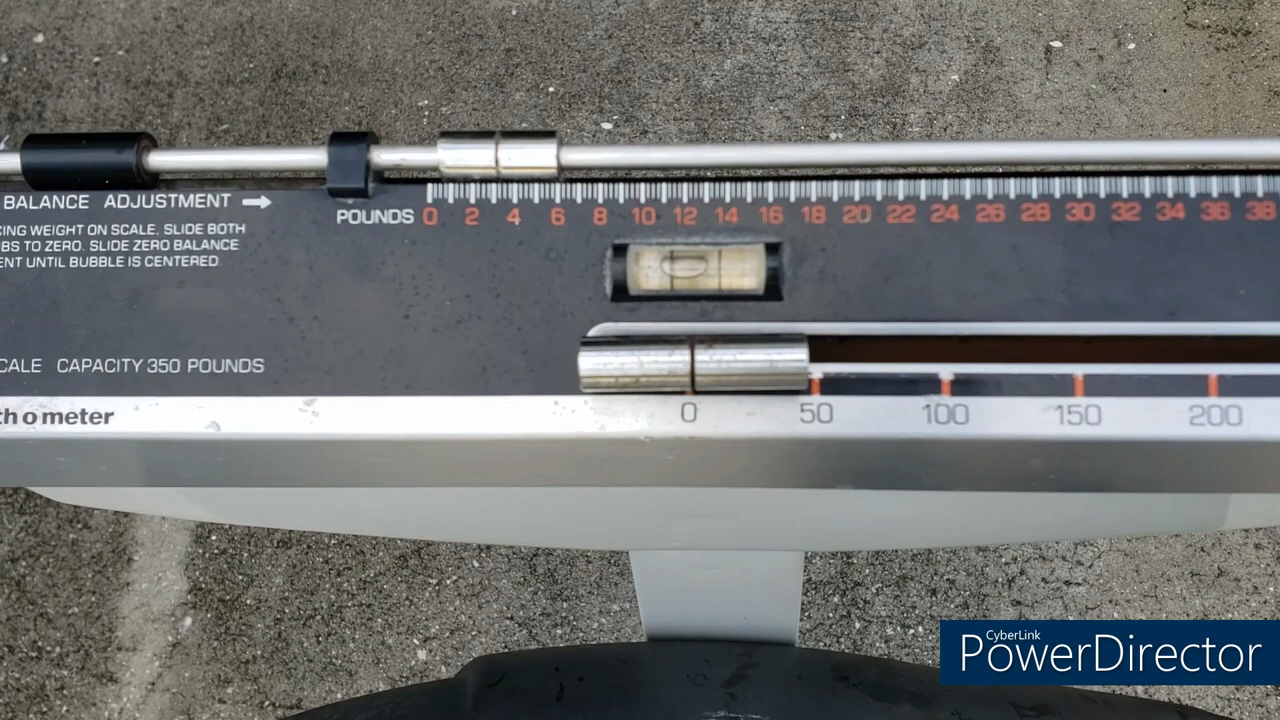 BALANCE ADJUSTMENT
CING WEIGHT ON SCALE. SLIDE BOTH
BS TO ZERO. SLIDE ZERO BALANCE
ENT UNTIL BUBBLE IS CENTERED
POUNDS 0 2 4 6 8 10 12 14 16 18 20 22 24 26 28 30 32 34 36 38
CALE CAPACITY 350 POUNDS
th o meter
0 50 100 150 200
CyberLink
PowerDirector